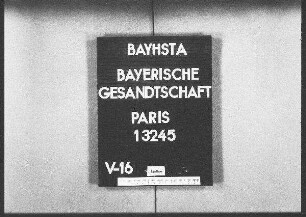 BAYHSTA
BAYERISCHE
GESANDTSCHAFT
PARIS
13245
V-16